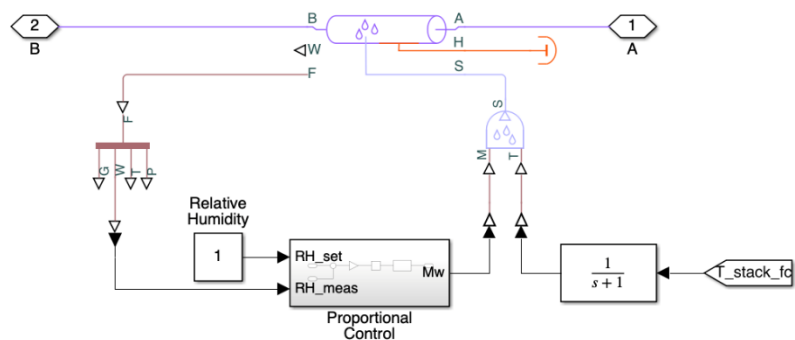 2
B
B
A
1
A
W
H
F
S
F
S
G
W
T
P
M
T
Relative
Humidity
1
RH_set
RH_meas
Mw
Proportional
Control
1
s + 1
T_stack_fc